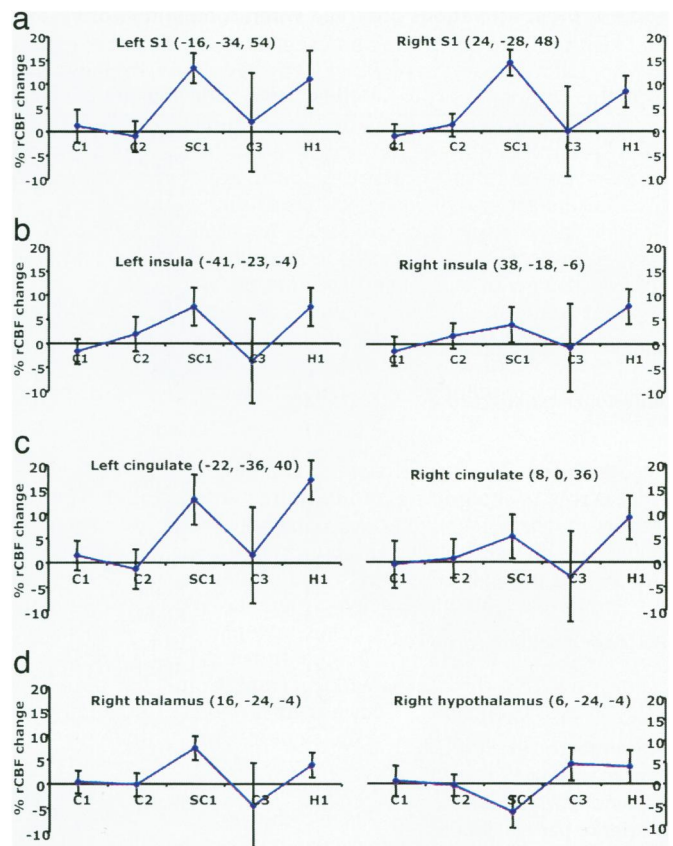 a
Left S1 (-16, -34, 54)
Right S1 (24, -28, 48)
% rCBF change
20
15
10
5
0
-5
-10
C1 C2 SC1 C3 H1
20
15
10
5
0
-5
-10
C1 C2 SC1 C3 H1
b
Left insula (-41, -23, -4)
Right insula (38, -18, -6)
% rCBF change
20
15
10
5
0
-5
-10
C1 C2 SC1 C3 H1
20
15
10
5
0
-5
-10
C1 C2 SC1 C3 H1
c
Left cingulate (-22, -36, 40)
Right cingulate (8, 0, 36)
% rCBF change
20
15
10
5
0
-5
-10
C1 C2 SC1 C3 H1
20
15
10
5
0
-5
-10
C1 C2 SC1 C3 H1
d
Right thalamus (16, -24, -4)
Right hypothalamus (6, -24, -4)
% rCBF change
20
15
10
5
0
-5
-10
C1 C2 SC1 C3 H1
20
15
10
5
0
-5
-10
C1 C2 SC1 C3 H1